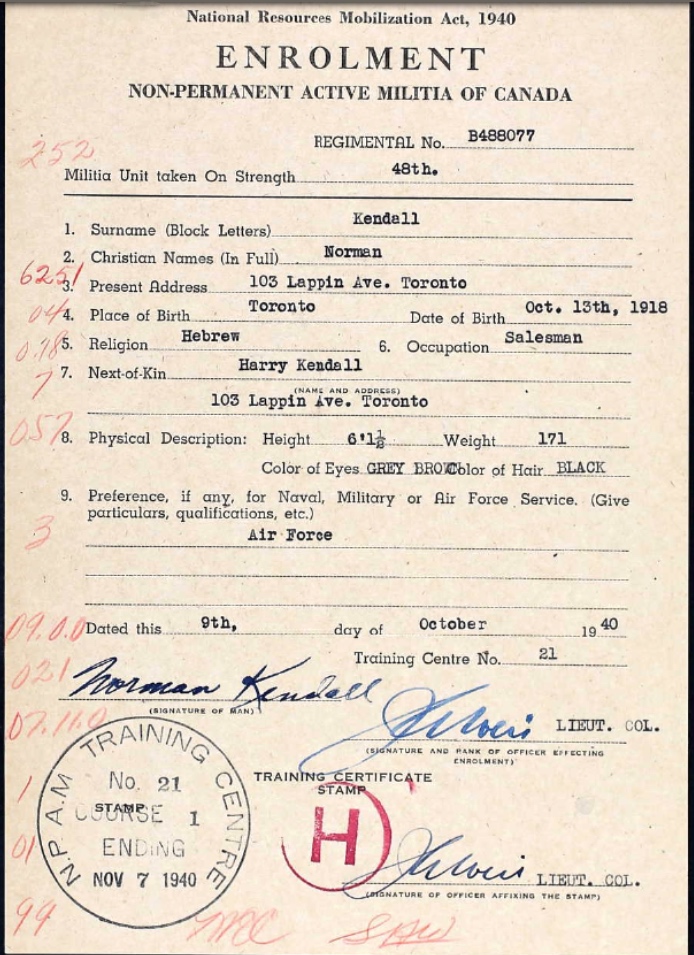 National Resources Mobilization Act, 1940
ENROLMENT
NON-PERMANENT ACTIVE MILITIA OF CANADA
REGIMENTAL No. B488077
252
Militia Unit taken On Strength 48th.
1. Surname (Block Letters) Kendall
2. Christian Names (In Full) Norman
6251
3. Present Address 103 Lappin Ave. Toronto
04
4. Place of Birth Toronto Date of Birth Oct. 13th, 1918
0.18
5. Religion Hebrew 6. Occupation Salesman
7
7. Next-of-Kin Harry Kendall
(NAME AND ADDRESS)
103 Lappin Ave. Toronto
057
8. Physical Description: Height 6'1½ Weight 171
Color of Eyes GREY BROW Color of Hair BLACK
9. Preference, if any, for Naval, Military or Air Force Service. (Give
particulars, qualifications, etc.)
3
Air Force
09.0.0
Dated this 9th, day of October 1940
Training Centre No. 21
021
Norman Kendall
(SIGNATURE OF MAN)
07.11.0
LIEUT. COL.
(SIGNATURE AND RANK OF OFFICER EFFECTING
ENROLMENT)
TRAINING CERTIFICATE
STAMP
N.P.A.M TRAINING CENTRE
No. 21
STAMP
COURSE 1
ENDING
NOV 7 1940
1
01
H
LIEUT. COL.
(SIGNATURE OF OFFICER AFFIXING THE STAMP)
99